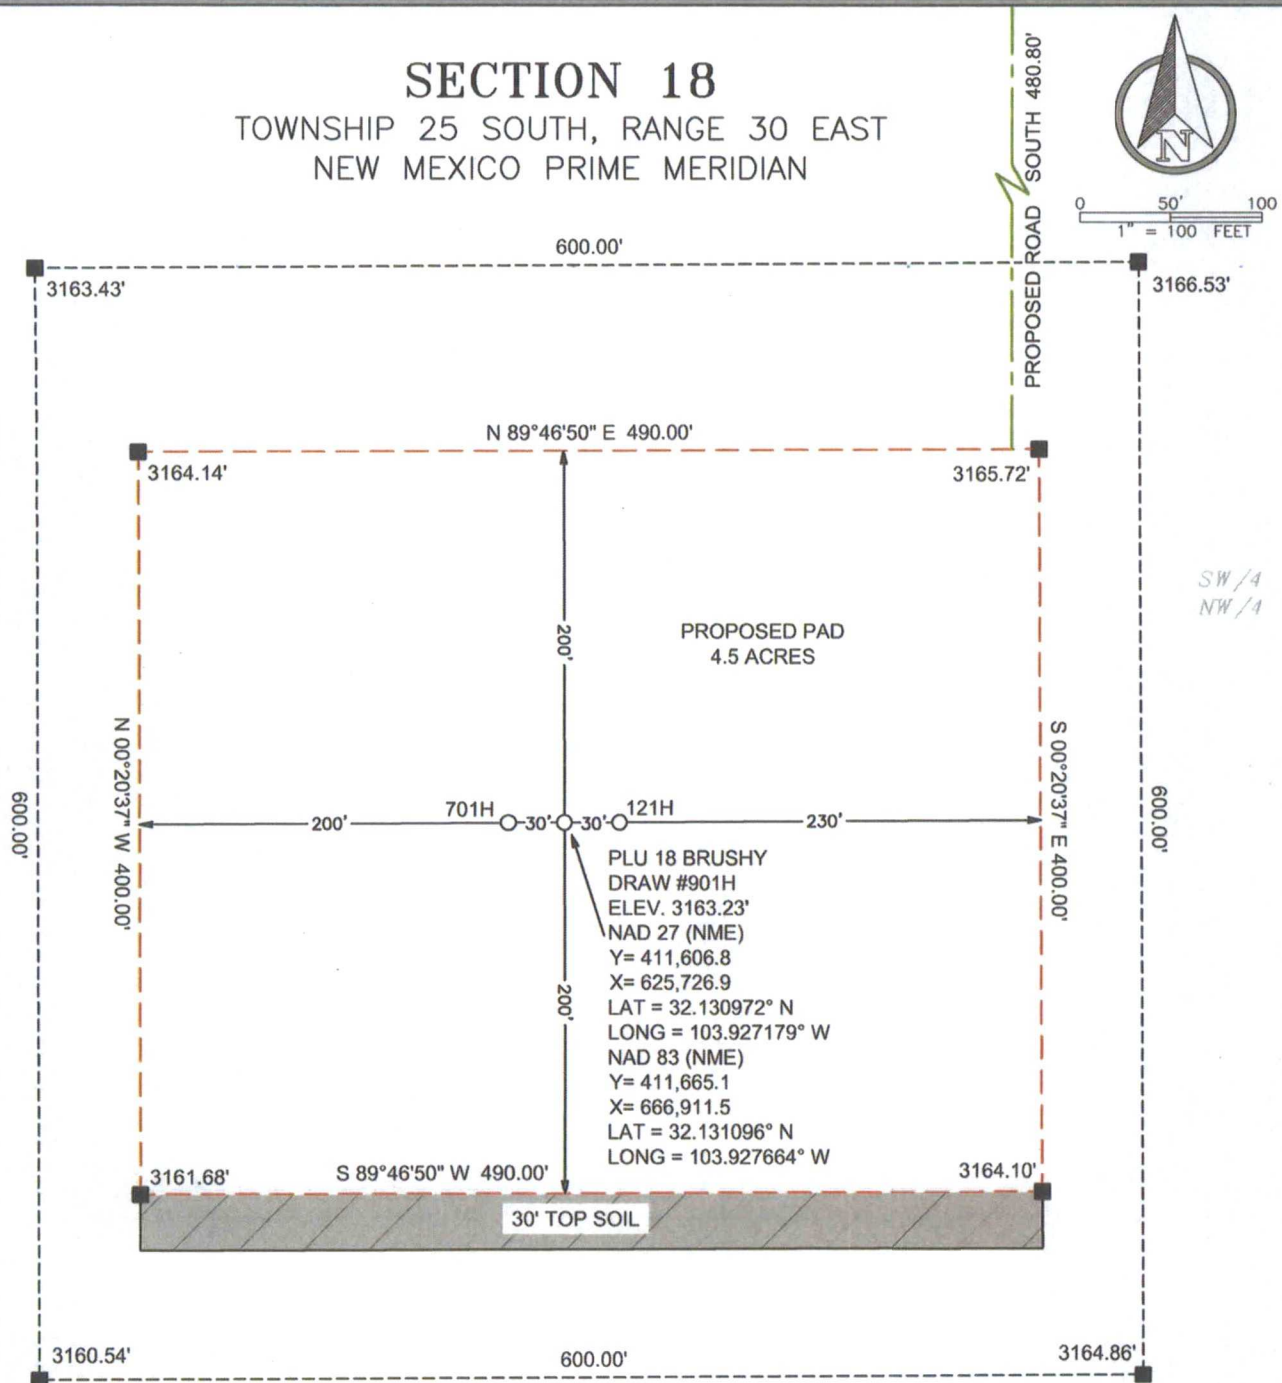 SECTION 18
TOWNSHIP 25 SOUTH, RANGE 30 EAST
NEW MEXICO PRIME MERIDIAN
PROPOSED ROAD SOUTH 480.80'
N
0 50' 100
1" = 100 FEET
600.00'
3163.43'
3166.53'
N 89°46'50" E 490.00'
3164.14'
3165.72'
SW/4
NW/4
200'
PROPOSED PAD
4.5 ACRES
N 00°20'37" W 400.00'
S 00°20'37" E 400.00'
600.00'
600.00'
701H
121H
200'
30'
30'
230'
PLU 18 BRUSHY
DRAW #901H
ELEV. 3163.23'
NAD 27 (NME)
Y= 411,606.8
X= 625,726.9
LAT = 32.130972° N
LONG = 103.927179° W
NAD 83 (NME)
Y= 411,665.1
X= 666,911.5
LAT = 32.131096° N
LONG = 103.927664° W
200'
3161.68'
S 89°46'50" W 490.00'
3164.10'
30' TOP SOIL
3160.54'
600.00'
3164.86'